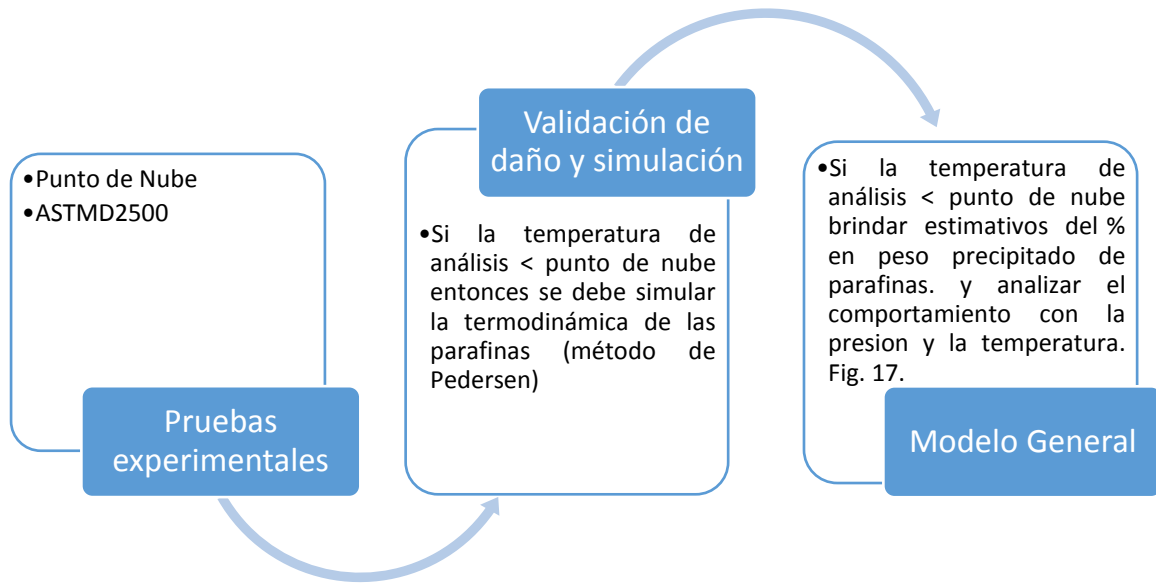 •Punto de Nube
•ASTMD2500
Pruebas
experimentales
Validación de
daño y simulación
•Si la temperatura de
análisis < punto de nube
entonces se debe simular
la termodinámica de las
parafinas (método de
Pedersen)
•Si la temperatura de
análisis < punto de nube
brindar estimativos del %
en peso precipitado de
parafinas. y analizar el
comportamiento con la
presion y la temperatura.
Fig. 17.
Modelo General